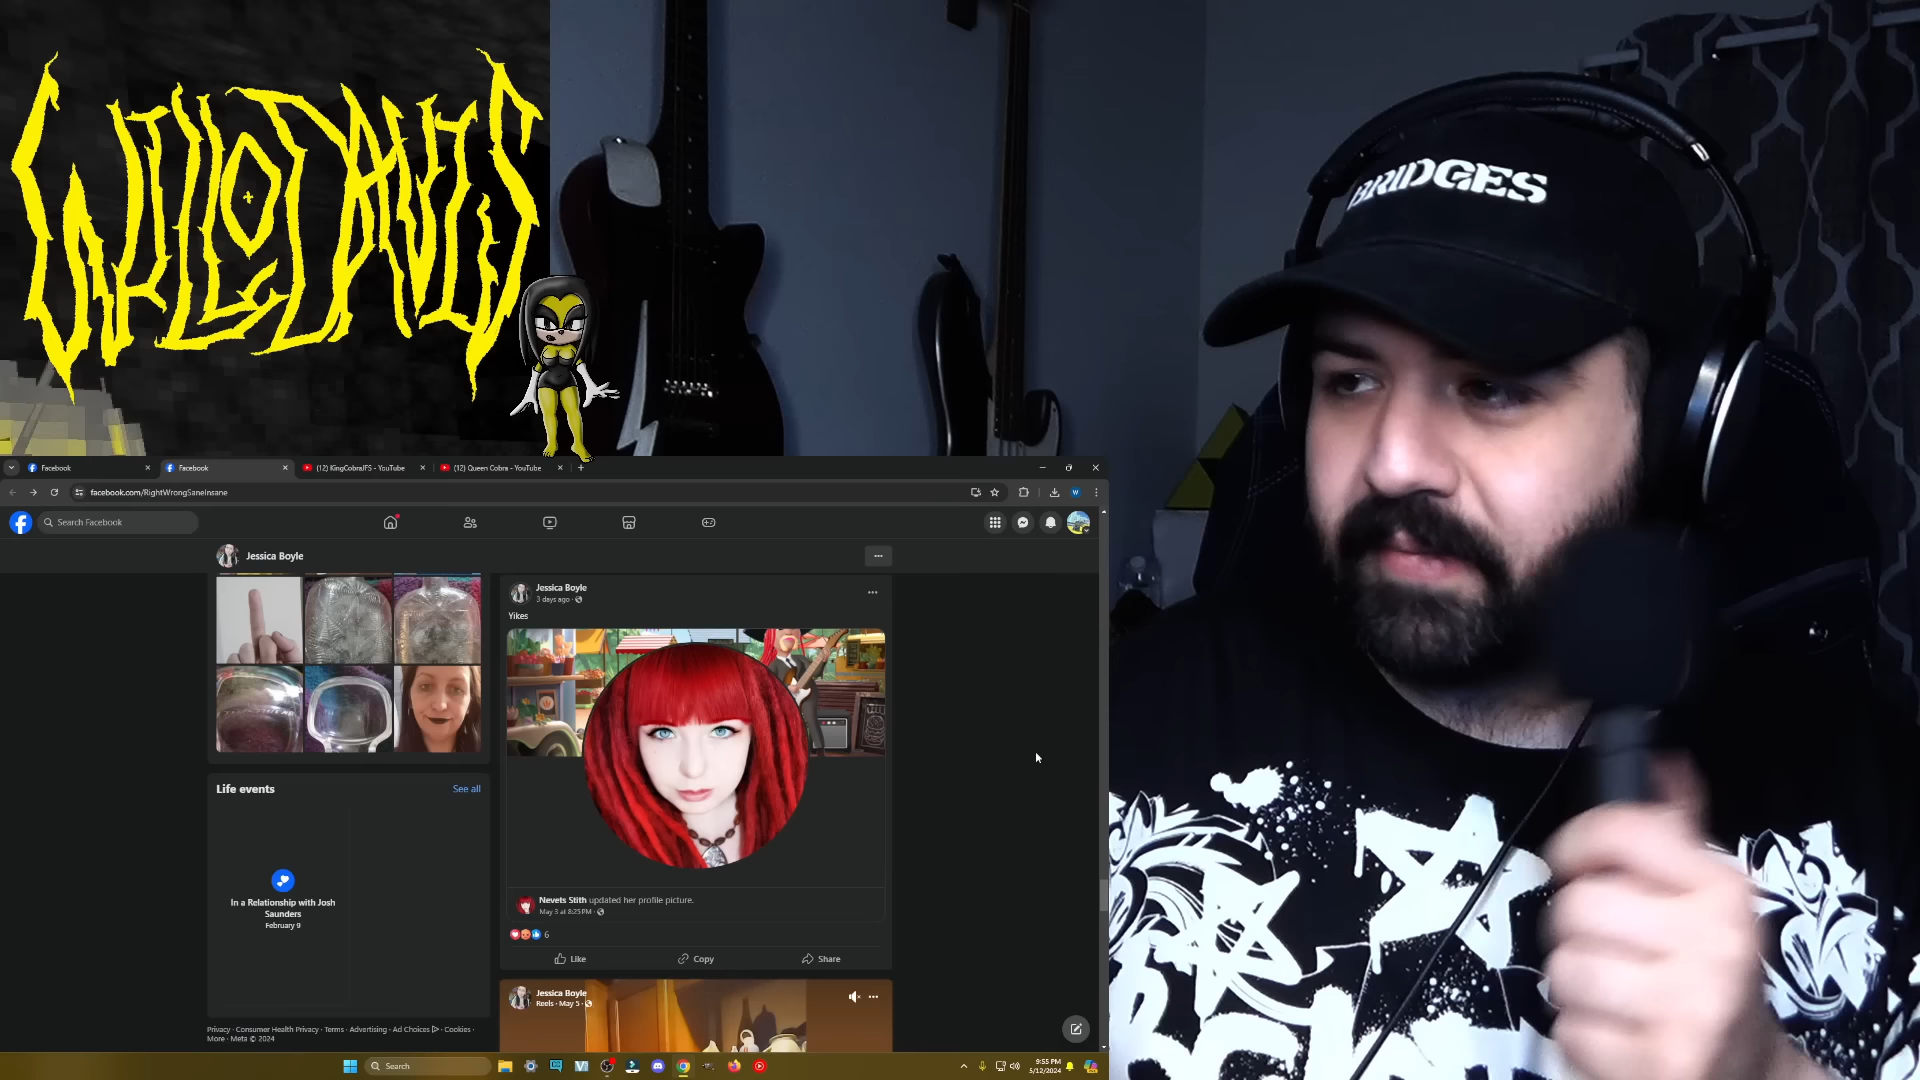 WILLOTDAVIS
BRIDGES
Facebook
Facebook
(12) KingCobraJFS - YouTube
(12) Queen Cobra - YouTube
facebook.com/RightWrongSaneInsane
W
Search Facebook
Jessica Boyle
Life events
See all
In a Relationship with Josh
Saunders
February 9
Privacy · Consumer Health Privacy · Terms · Advertising · Ad Choices · Cookies ·
More · Meta © 2024
Jessica Boyle
3 days ago ·
Yikes
Nevets Stith updated her profile picture.
May 3 at 8:25 PM ·
6
Like
Copy
Share
Jessica Boyle
Reels · May 5 ·
Search
9:55 PM
5/12/2024